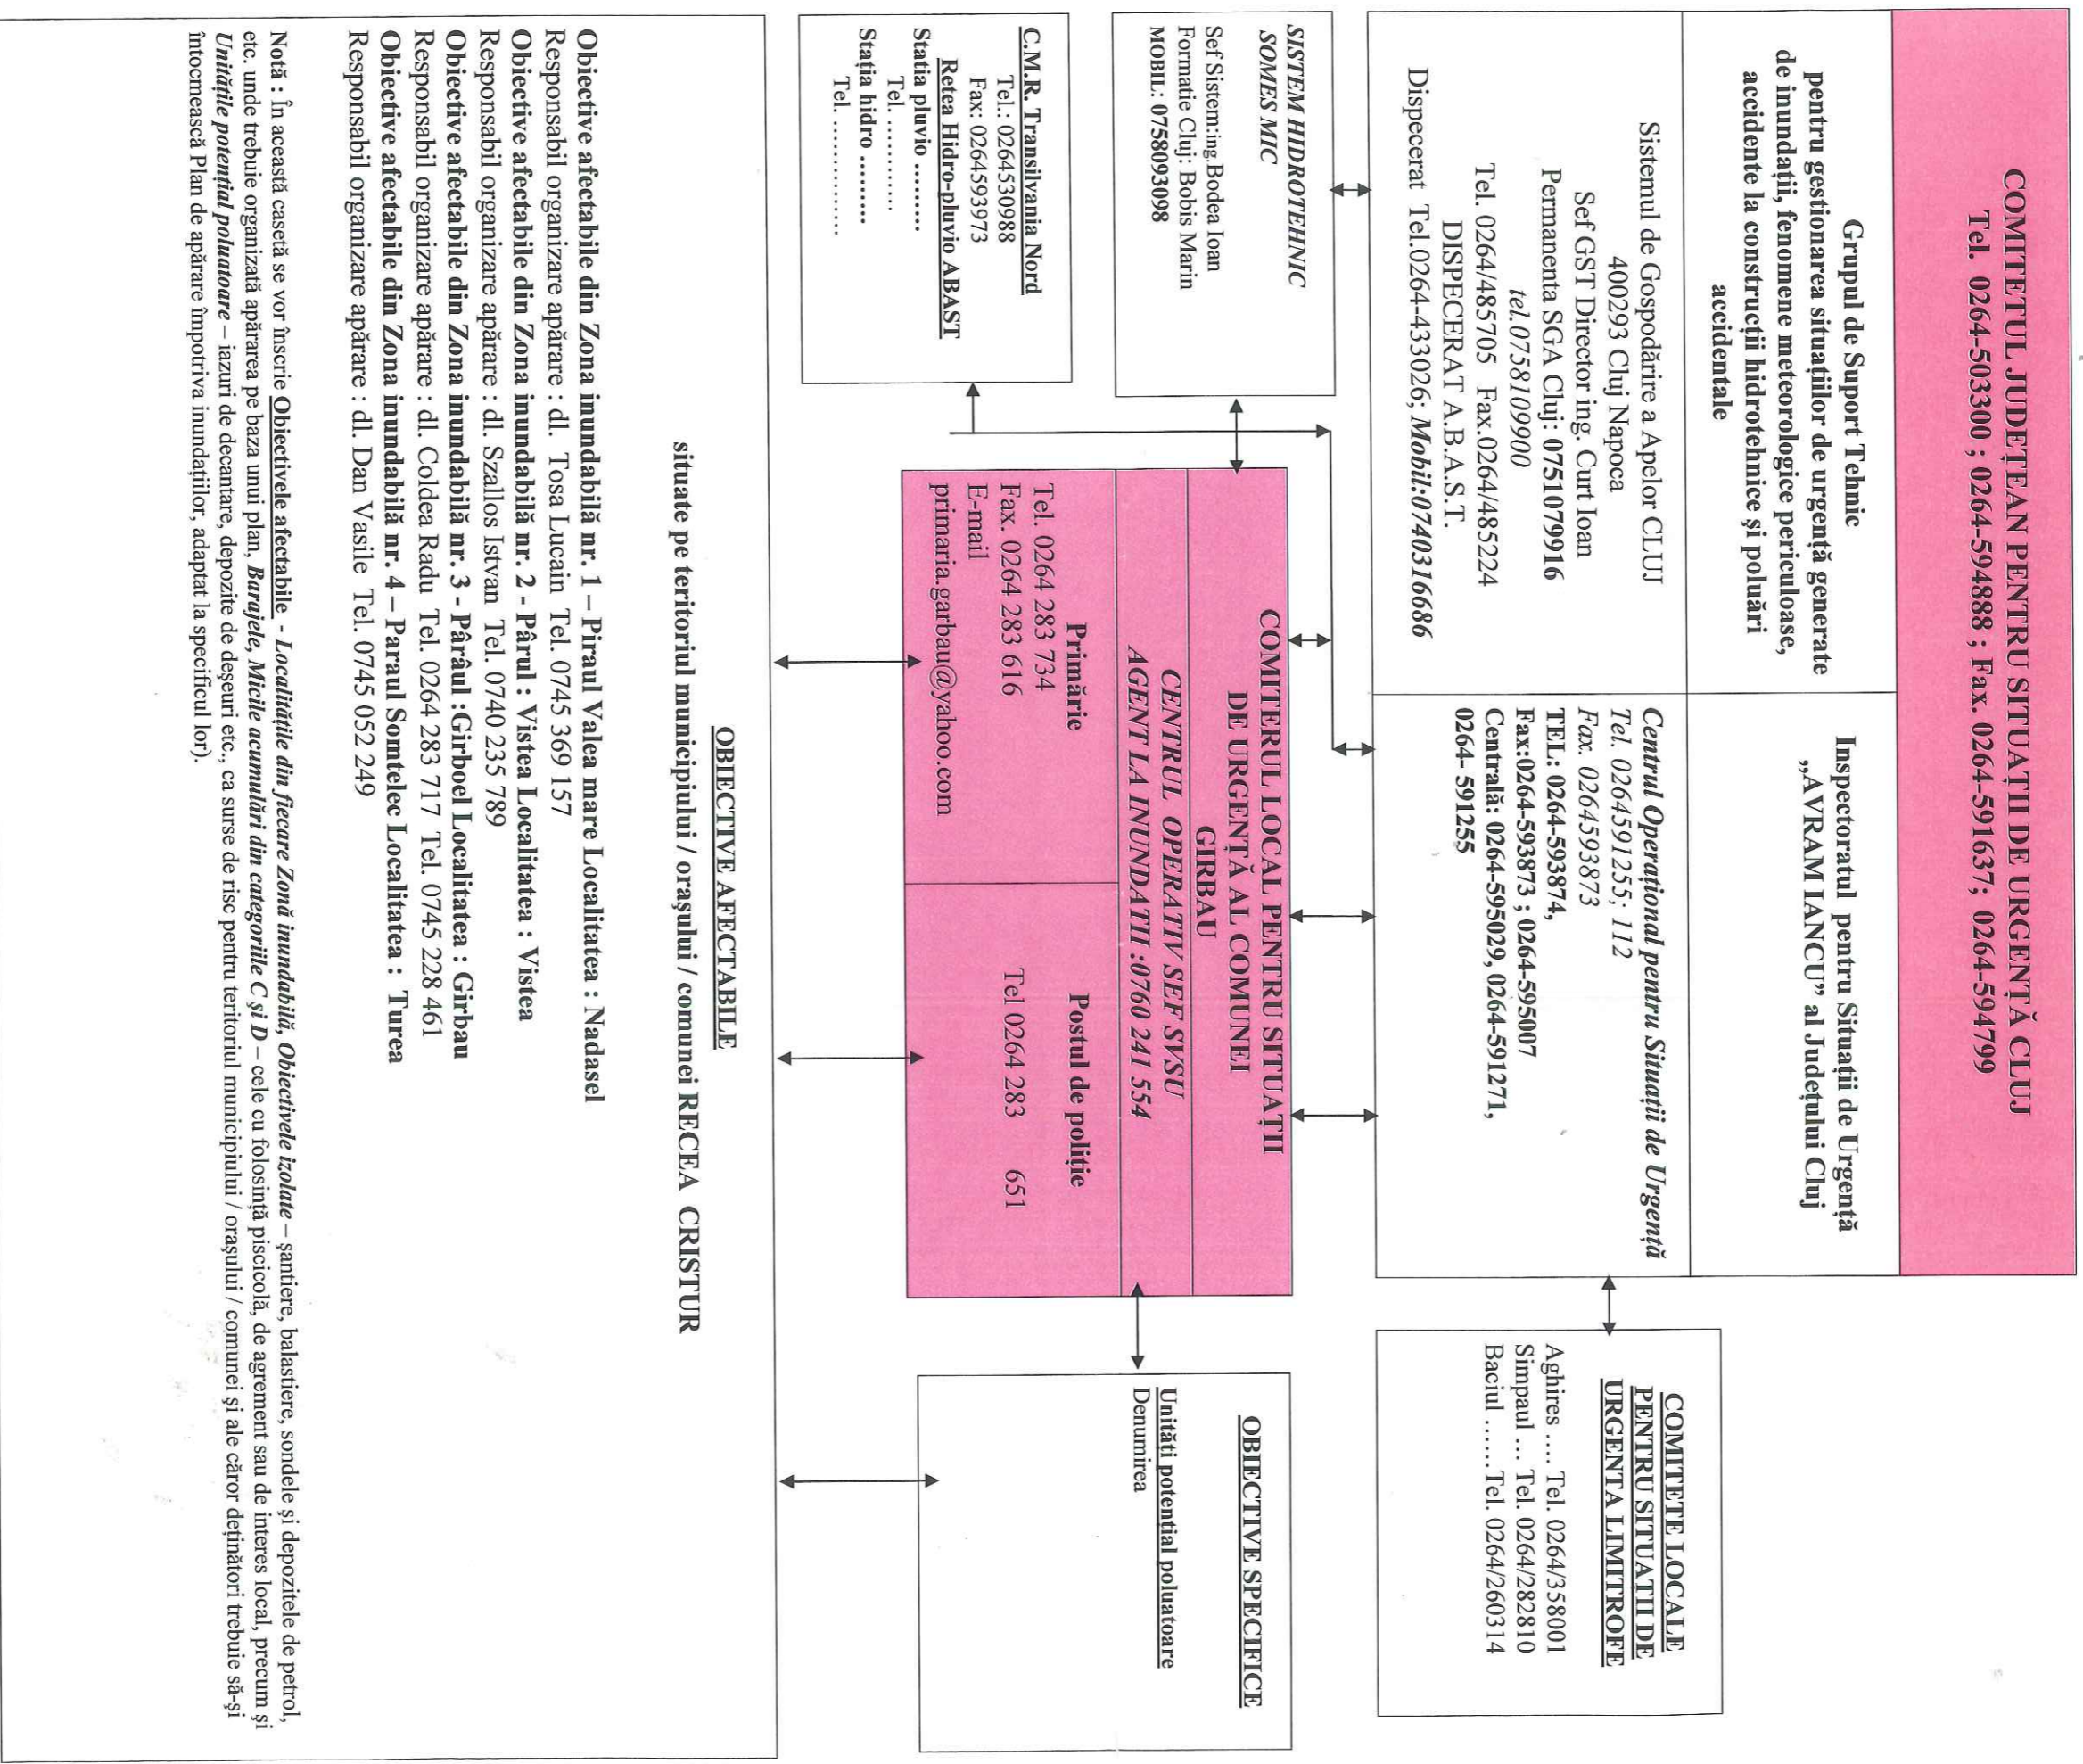 COMITETUL JUDEȚEAN PENTRU SITUAȚII DE URGENȚĂ CLUJ
Tel. 0264-503300 ; 0264-594888 ; Fax. 0264-591637; 0264-594799
Grupul de Suport Tehnic
pentru gestionarea situațiilor de urgență generate
de inundații, fenomene meteorologice periculoase,
accidente la construcții hidrotehnice și poluări
accidentale
Inspectoratul pentru Situații de Urgență
„AVRAM IANCU” al Județului Cluj
Sistemul de Gospodărire a Apelor CLUJ
400293 Cluj Napoca
Sef GST Director ing. Curt Ioan
Permanenta SGA Cluj: 0751079916
tel.0758109900
Tel. 0264/485705 Fax.0264/485224
DISPECERAT A.B.A.S.T.
Dispecerat Tel.0264-433026; Mobil:0740316686
Centrul Operațional pentru Situații de Urgență
Tel. 0264591255; 112
Fax. 0264593873
TEL: 0264-593874,
Fax:0264-593873 ; 0264-595007
Centrală: 0264-595029, 0264-591271,
0264- 591255
COMITETE LOCALE
PENTRU SITUAȚII DE
URGENTA LIMITROFE
Aghires .... Tel. 0264/358001
Simpaul ... Tel. 0264/282810
Baciul ......Tel. 0264/260314
SISTEM HIDROTEHNIC
SOMES MIC
Sef Sistem:ing.Bodea Ioan
Formatie Cluj: Bobis Marin
MOBIL: 0758093098
COMITERUL LOCAL PENTRU SITUAȚII
DE URGENȚĂ AL COMUNEI
GIRBAU
CENTRUL OPERATIV SEF SVSU
AGENT LA INUNDATII :0760 241 554
Primărie
Tel. 0264 283 734
Fax. 0264 283 616
E-mail
primaria.garbau@yahoo.com
Postul de poliție
Tel 0264 283 651
OBIECTIVE SPECIFICE
Unități potențial poluatoare
Denumirea
C.M.R. Transilvania Nord
Tel.: 0264530988
Fax: 0264593973
Retea Hidro-pluvio ABAST
Statia pluvio .........
Tel. ............
Stația hidro .........
Tel. ...............
OBIECTIVE AFECTABILE
situate pe teritoriul municipiului / orașului / comunei RECEA CRISTUR
Obiective afectabile din Zona inundabilă nr. 1 – Piraul Valea mare Localitatea : Nadasel
Responsabil organizare apărare : dl. Tosa Lucain Tel. 0745 369 157
Obiective afectabile din Zona inundabilă nr. 2 - Pârul : Vistea Localitatea : Vistea
Responsabil organizare apărare : dl. Szallos Istvan Tel. 0740 235 789
Obiective afectabile din Zona inundabilă nr. 3 - Pârâul :Girboel Localitatea : Girbau
Responsabil organizare apărare : dl. Coldea Radu Tel. 0264 283 717 Tel. 0745 228 461
Obiective afectabile din Zona inundabilă nr. 4 – Paraul Somtelec Localitatea : Turea
Responsabil organizare apărare : dl. Dan Vasile Tel. 0745 052 249
Notă : În această casetă se vor înscrie Obiectivele afectabile - Localitățile din fiecare Zonă inundabilă, Obiectivele izolate – șantiere, balastiere, sondele și depozitele de petrol,
etc. unde trebuie organizată apărarea pe baza unui plan, Barajele, Micile acumulări din categoriile C și D – cele cu folosință piscicolă, de agrement sau de interes local, precum și
Unitățile potențial poluatoare – iazuri de decantare, depozite de deșeuri etc., ca surse de risc pentru teritoriul municipiului / orașului / comunei și ale căror deținători trebuie să-și
întocmească Plan de apărare împotriva inundațiilor, adaptat la specificul lor).